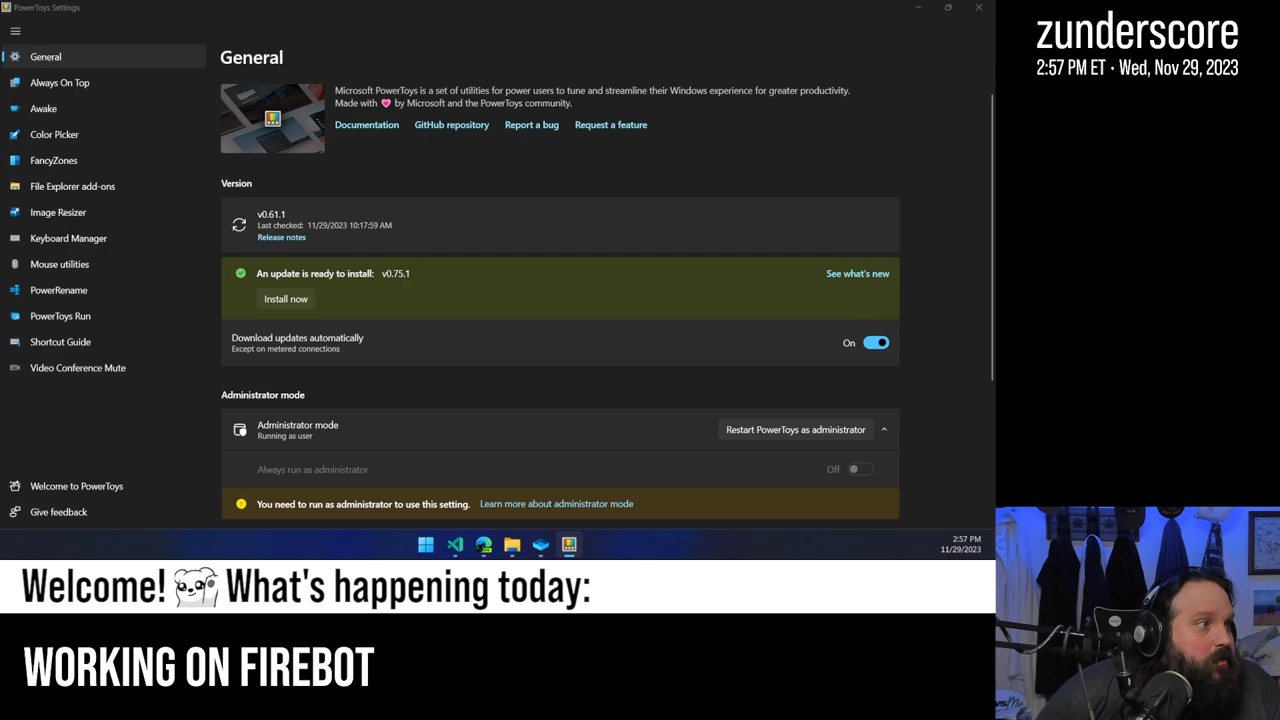 PowerToys Settings
General
Always On Top
Awake
Color Picker
FancyZones
File Explorer add-ons
Image Resizer
Keyboard Manager
Mouse utilities
PowerRename
PowerToys Run
Shortcut Guide
Video Conference Mute
Welcome to PowerToys
Give feedback
General
Microsoft PowerToys is a set of utilities for power users to tune and streamline their Windows experience for greater productivity.
Made with 💗 by Microsoft and the PowerToys community.
Documentation GitHub repository Report a bug Request a feature
Version
v0.61.1
Last checked: 11/29/2023 10:17:59 AM
Release notes
An update is ready to install: v0.75.1 See what's new
Install now
Download updates automatically
Except on metered connections
On
Administrator mode
Administrator mode
Running as user
Restart PowerToys as administrator
Always run as administrator Off
You need to run as administrator to use this setting. Learn more about administrator mode
2:57 PM
11/29/2023
zunderscore
2:57 PM ET • Wed, Nov 29, 2023
Welcome! What's happening today:
WORKING ON FIREBOT